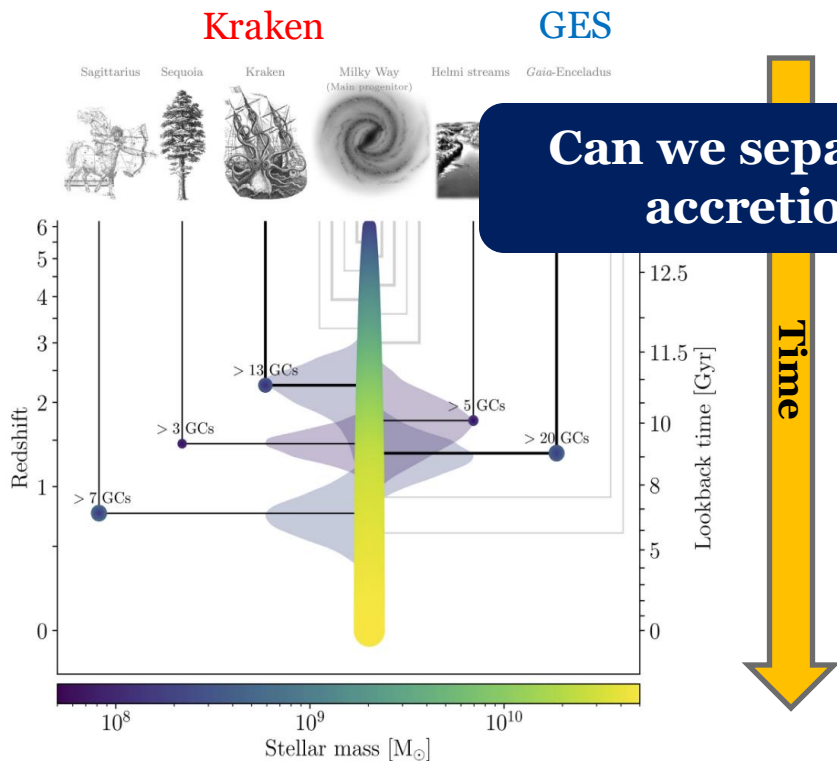 Kraken GES
Sagittarius Sequoia Kraken Milky Way Helmi streams Gaia-Enceladus
(Main progenitor)
Can we sepa
accretio
6
5
4
3
2
1
0
Redshift
> 13 GCs
> 5 GCs
> 3 GCs
> 20 GCs
> 7 GCs
12.5
11.5
10
8
5
0
Lookback time [Gyr]
Time
10⁸ 10⁹ 10¹⁰
Stellar mass [M⊙]